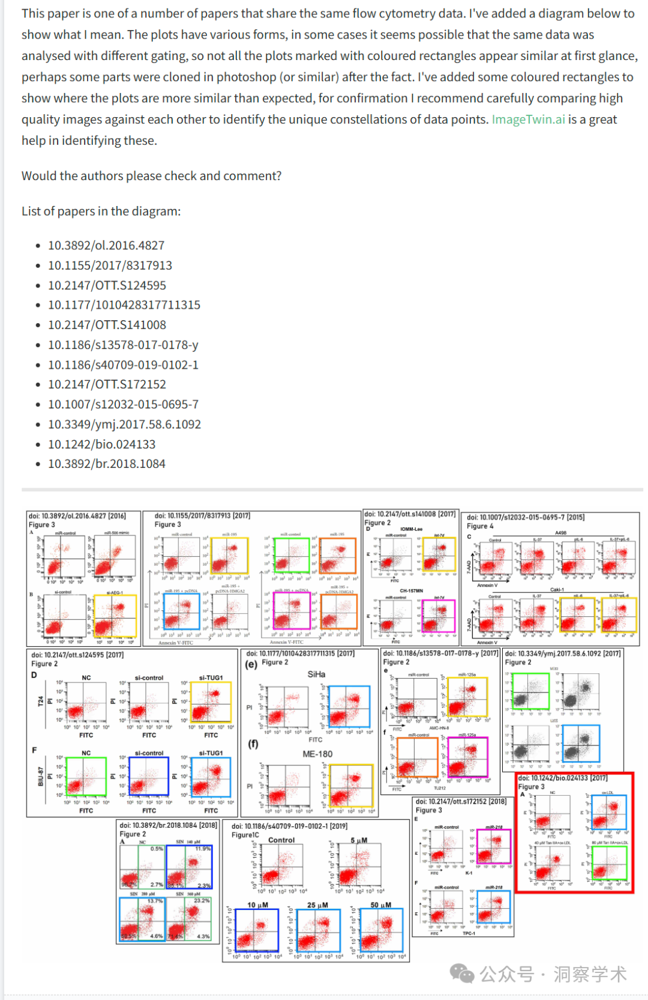 This paper is one of a number of papers that share the same flow cytometry data. I've added a diagram below to
show what I mean. The plots have various forms, in some cases it seems possible that the same data was
analysed with different gating, so not all the plots marked with coloured rectangles appear similar at first glance,
perhaps some parts were cloned in photoshop (or similar) after the fact. I've added some coloured rectangles to
show where the plots are more similar than expected, for confirmation I recommend carefully comparing high
quality images against each other to identify the unique constellations of data points. ImageTwin.ai is a great
help in identifying these.
Would the authors please check and comment?
List of papers in the diagram:
• 10.3892/ol.2016.4827
• 10.1155/2017/8317913
• 10.2147/OTT.S124595
• 10.1177/1010428317711315
• 10.2147/OTT.S141008
• 10.1186/s13578-017-0178-y
• 10.1186/s40709-019-0102-1
• 10.2147/OTT.S172152
• 10.1007/s12032-015-0695-7
• 10.3349/ymj.2017.58.6.1092
• 10.1242/bio.024133
• 10.3892/br.2018.1084
doi: 10.3892/ol.2016.4827 [2016]
Figure 3
A
miR-control
miR-506 mimic
B
si-control
si-AEG-1
doi: 10.1155/2017/8317913 [2017]
Figure 3
miR-control
miR-195
miR-control
miR-195
miR-195 + pcDNA
miR-195 +
pcDNA-HMGA2
miR-195 + pcDNA
miR-195 +
pcDNA-HMGA2
PI
PI
Annexin V-FITC
Annexin V-FITC
doi: 10.2147/ott.s141008 [2017]
Figure 2
D
IOMM-Lee
miR-control
let-7d
PI
FITC
CH-157MN
miR-control
let-7d
PI
FITC
doi: 10.1007/s12032-015-0695-7 [2015]
Figure 4
C
A498
Control
IL-37
pIL-6
IL-37+pIL-6
7-AAD
Annexin V
Caki-1
Control
IL-37
pIL-6
IL-37+pIL-6
7-AAD
Annexin V
doi: 10.2147/ott.s124595 [2017]
Figure 2
D
NC
si-control
si-TUG1
T24
PI
PI
PI
FITC
FITC
FITC
F
NC
si-control
si-TUG1
BIU-87
PI
PI
PI
FITC
FITC
FITC
doi: 10.1177/1010428317711315 [2017]
(e) Figure 2
SiHa
PI
FITC
(f)
ME-180
PI
doi: 10.1186/s13578-017-0178-y [2017]
Figure 2
e
miR-control
miR-125a
PI
FITC
AMC-HN-8
f
miR-control
miR-125a
PI
FITC
TU212
doi: 10.3349/ymj.2017.58.6.1092 [2017]
Figure 2
doi: 10.1242/bio.024133 [2017]
Figure 3
A
NC
ox-LDL
PI
PI
FITC
FITC
40 μM Tan IIA+ox-LDL
80 μM Tan IIA+ox-LDL
PI
PI
FITC
FITC
doi: 10.2147/ott.s172152 [2018]
Figure 3
E
miR-control
miR-218
PI
FITC
K-1
F
miR-control
miR-218
PI
FITC
TPC-1
doi: 10.3892/br.2018.1084 [2018]
Figure 2
A
NC
SIN 140 μM
0.5%
11.9%
2.7%
2.3%
SIN 280 μM
SIN 560 μM
13.7%
23.2%
4.6%
4.3%
doi: 10.1186/s40709-019-0102-1 [2019]
Figure1C
Control
5 μM
10 μM
25 μM
50 μM
公众号 · 洞察学术